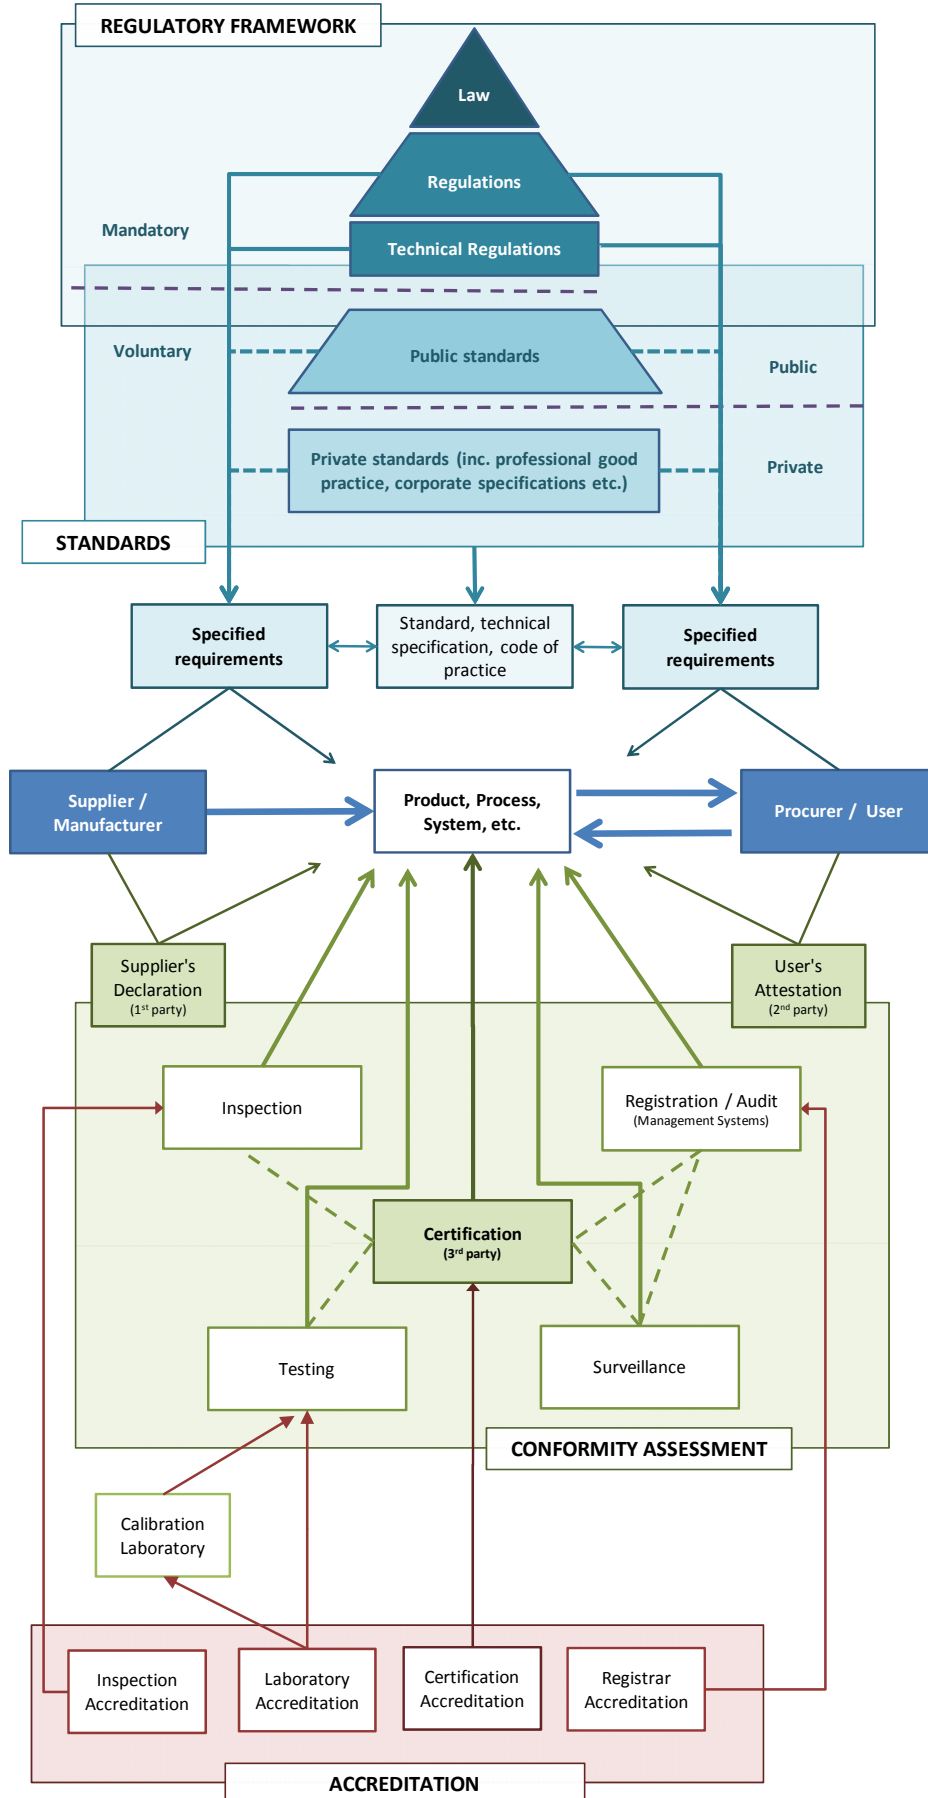 REGULATORY FRAMEWORK
Law
Regulations
Mandatory
Technical Regulations
Voluntary
Public standards
Public
Private standards (inc. professional good
practice, corporate specifications etc.)
Private
STANDARDS
Specified
requirements
Standard, technical
specification, code of
practice
Specified
requirements
Supplier /
Manufacturer
Product, Process,
System, etc.
Procurer / User
Supplier's
Declaration
(1st party)
User's
Attestation
(2nd party)
Inspection
Registration / Audit
(Management Systems)
Certification
(3rd party)
Testing
Surveillance
CONFORMITY ASSESSMENT
Calibration
Laboratory
Inspection
Accreditation
Laboratory
Accreditation
Certification
Accreditation
Registrar
Accreditation
ACCREDITATION